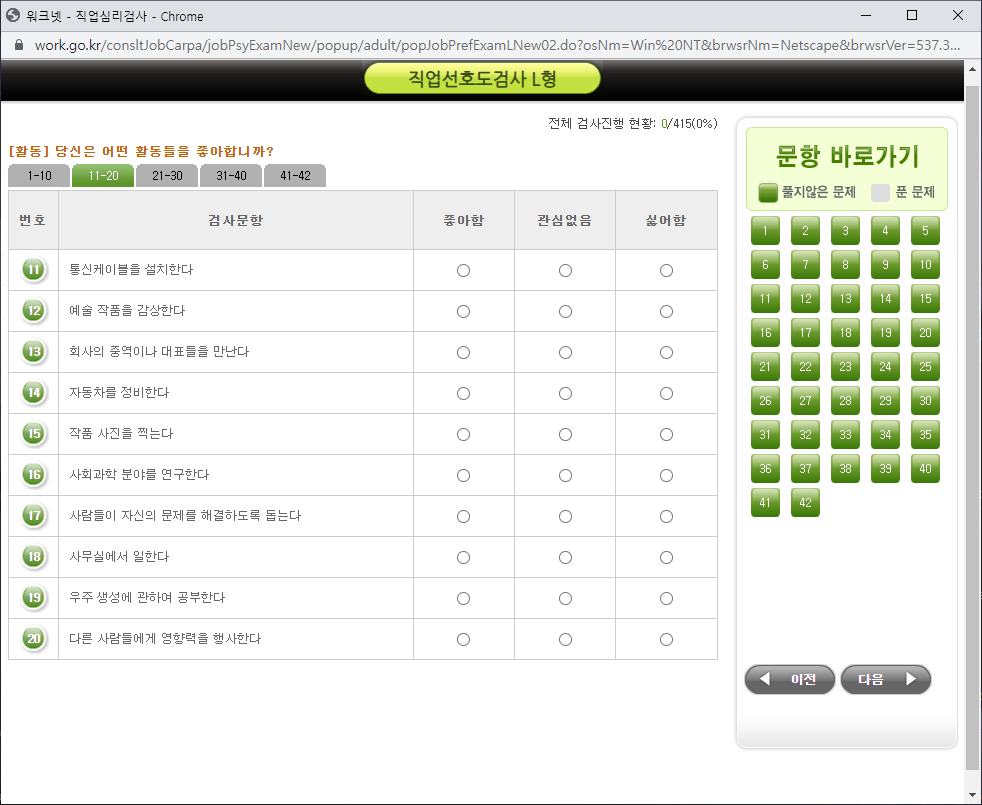 워크넷 - 직업심리검사 - Chrome
work.go.kr/consltJobCarpa/jobPsyExamNew/popup/adult/popJobPrefExamLNew02.do?osNm=Win%20NT&brwsrNm=Netscape&brwsrVer=537.3...
직업선호도검사 L형
전체 검사진행 현황: 0/415(0%)
[활동] 당신은 어떤 활동들을 좋아합니까?
1-10 11-20 21-30 31-40 41-42
번호 검사문항 좋아함 관심없음 싫어함
11 통신케이블을 설치한다
12 예술 작품을 감상한다
13 회사의 중역이나 대표들을 만난다
14 자동차를 정비한다
15 작품 사진을 찍는다
16 사회과학 분야를 연구한다
17 사람들이 자신의 문제를 해결하도록 돕는다
18 사무실에서 일한다
19 우주 생성에 관하여 공부한다
20 다른 사람들에게 영향력을 행사한다
문항 바로가기
풀지않은 문제 푼 문제
1 2 3 4 5
6 7 8 9 10
11 12 13 14 15
16 17 18 19 20
21 22 23 24 25
26 27 28 29 30
31 32 33 34 35
36 37 38 39 40
41 42
이전 다음